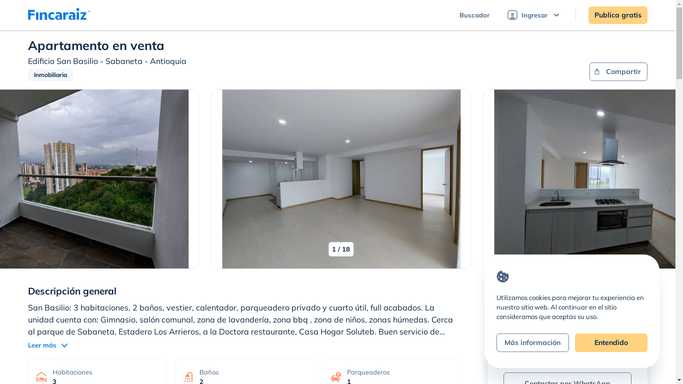 Fincaraíz
Buscador
Ingresar
Publica gratis
Apartamento en venta
Edificio San Basilio - Sabaneta - Antioquia
Inmobiliaria
Compartir
1 / 18
Descripción general
San Basilio: 3 habitaciones, 2 baños, vestier, calentador, parqueadero privado y cuarto útil, full acabados. La
unidad cuenta con: Gimnasio, salón comunal, zona de lavandería, zona bbq , zona de niños, zonas húmedas. Cerca
al parque de Sabaneta, Estadero Los Arrieros, a la Doctora restaurante, Casa Hogar Soluteb. Buen servicio de...
Leer más
Habitaciones
3
Baños
2
Parqueaderos
1
Utilizamos cookies para mejorar tu experiencia en
nuestro sitio web. Al continuar en el sitio
consideramos que aceptas su uso.
Más información
Entendido
Contactar por WhatsApp